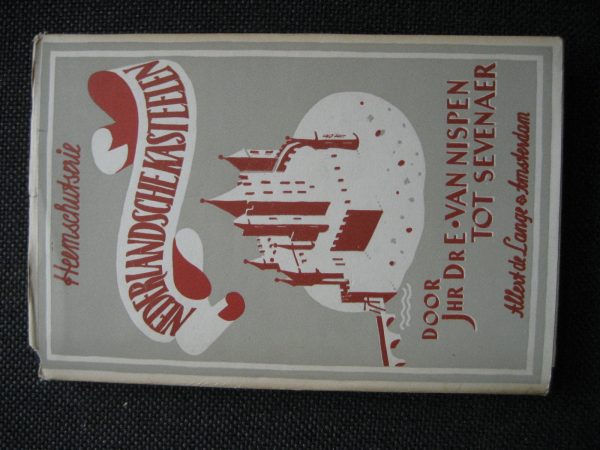 Heemschutserie
NEDERLANDSCHE KASTEELEN
DOOR
JHR DR E • VAN NISPEN
TOT SEVENAER
Allert de Lange • Amsterdam